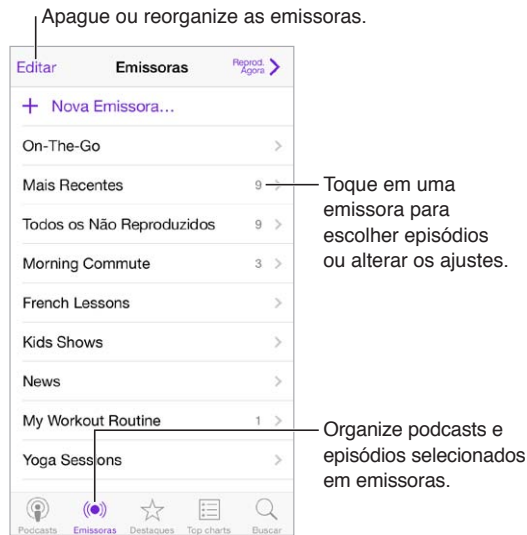 Apague ou reorganize as emissoras.
Editar Emissoras Reprod. Agora
+ Nova Emissora...
On-The-Go
Mais Recentes 9
Toque em uma
emissora para
escolher episódios
ou alterar os ajustes.
Todos os Não Reproduzidos 9
Morning Commute 3
French Lessons
Kids Shows
News
My Workout Routine 1
Organize podcasts e
episódios selecionados
em emissoras.
Yoga Sessions
Podcasts Emissoras Destaques Top charts Buscar